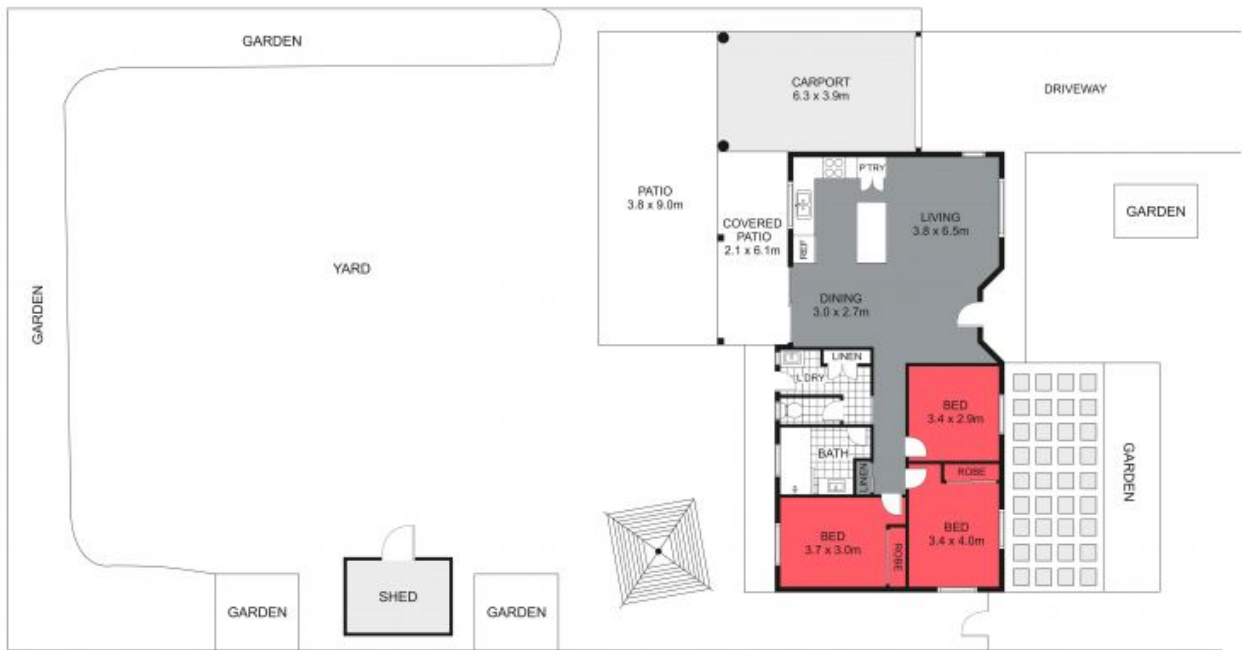 GARDEN
CARPORT
6.3 x 3.9m
DRIVEWAY
P'TRY
PATIO
3.8 x 9.0m
COVERED
PATIO
2.1 x 6.1m
REF
LIVING
3.8 x 6.5m
GARDEN
YARD
GARDEN
DINING
3.0 x 2.7m
LINEN
L'DRY
BED
3.4 x 2.9m
BATH
LINEN
ROBE
GARDEN
BED
3.7 x 3.0m
ROBE
BED
3.4 x 4.0m
SHED
GARDEN
GARDEN